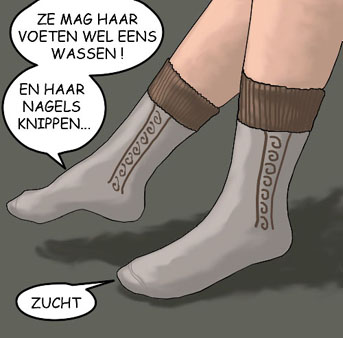 ZE MAG HAAR
VOETEN WEL EENS
WASSEN !
EN HAAR
NAGELS
KNIPPEN...
ZUCHT